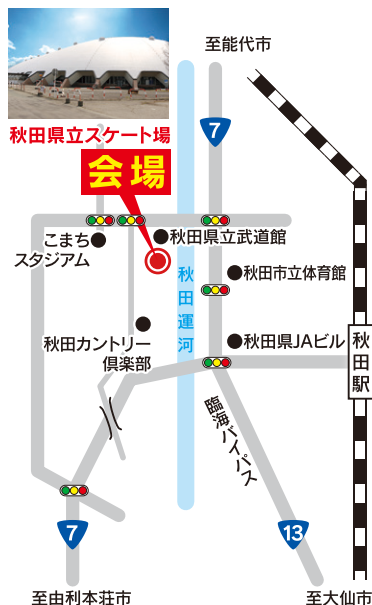 至能代市
7
秋田県立スケート場
会場
秋田県立武道館
こまち
スタジアム
秋田市立体育館
秋田運河
秋田県JAビル
秋田カントリー
倶楽部
秋田駅
臨海バイパス
7
13
至由利本荘市
至大仙市